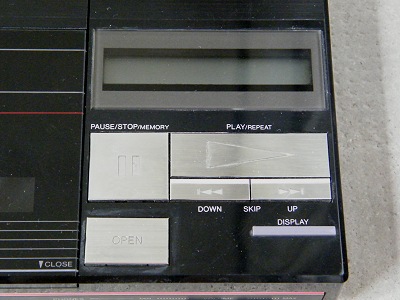 PAUSE/STOP/MEMORY PLAY/REPEAT
DOWN SKIP UP
DISPLAY
OPEN
CLOSE